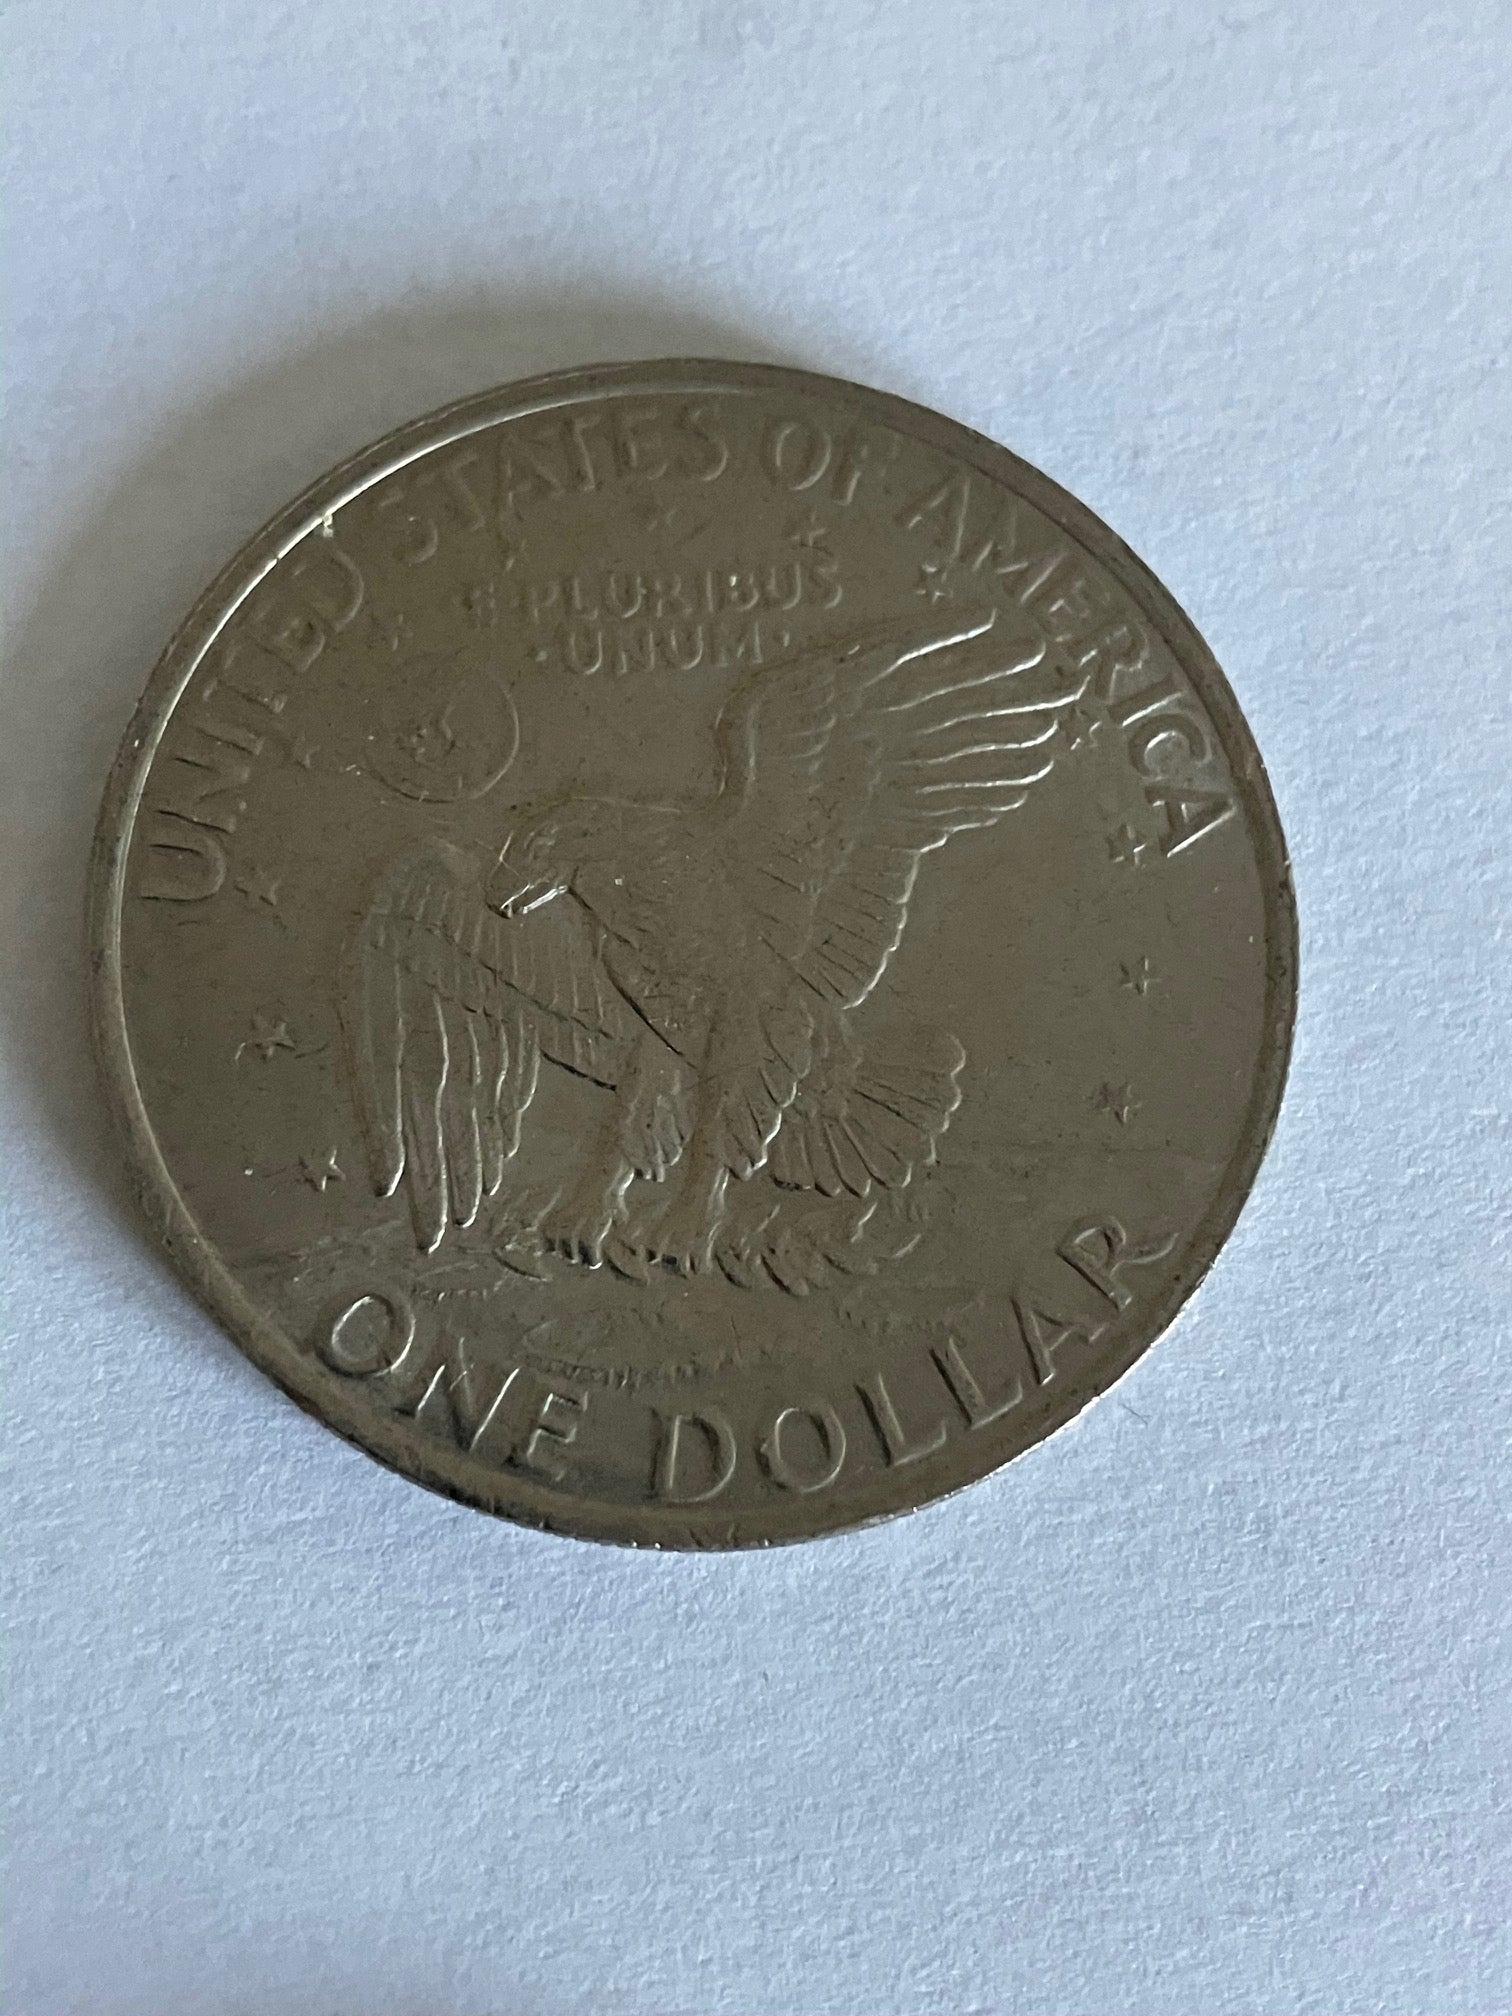 UNITED STATES OF AMERICA
E PLURIBUS
·UNUM·
ONE DOLLAR